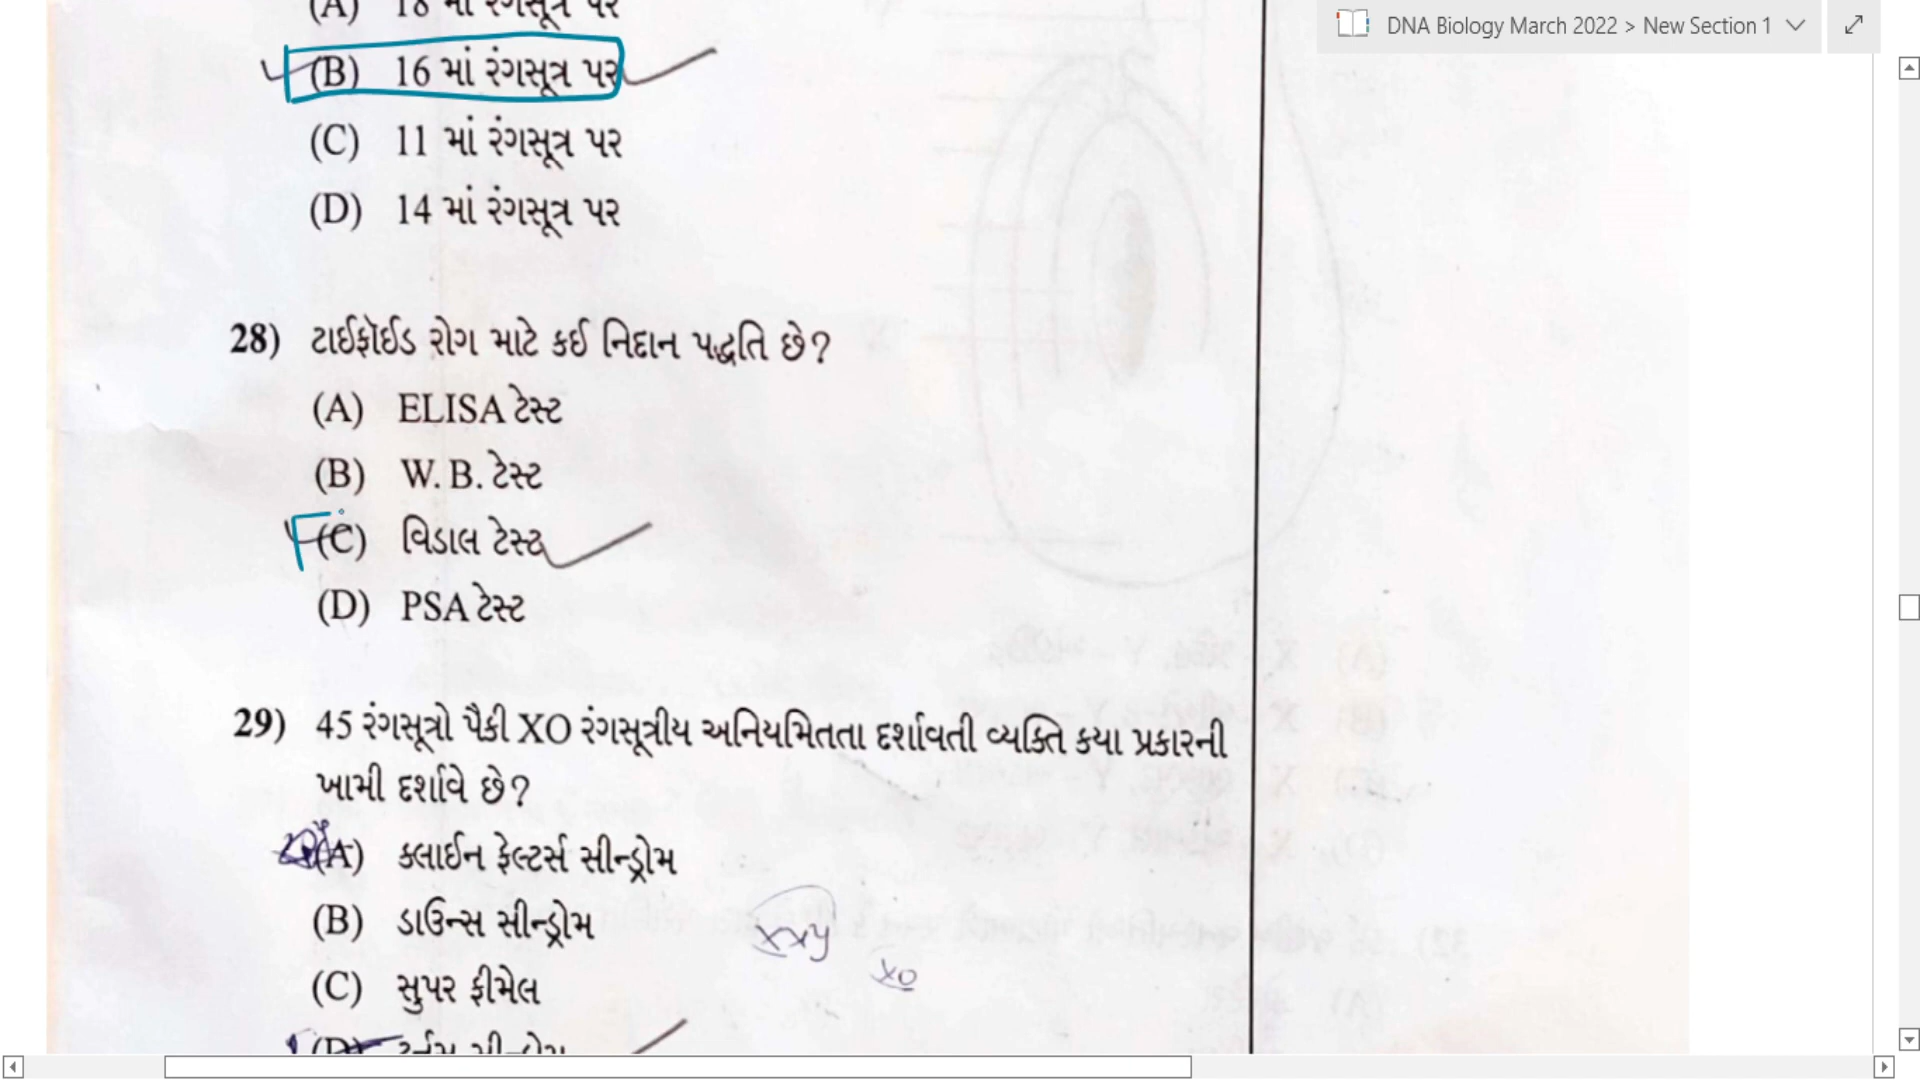 DNA Biology March 2022 > New Section 1
(B) 16 માં રંગસૂત્ર પર
(C) 11 માં રંગસૂત્ર પર
(D) 14 માં રંગસૂત્ર પર
28) ટાઈફૉઈડ રોગ માટે કઈ નિદાન પદ્ધતિ છે?
(A) ELISA ટેસ્ટ
(B) W. B. ટેસ્ટ
(C) વિડાલ ટેસ્ટ
(D) PSA ટેસ્ટ
29) 45 રંગસૂત્રો પૈકી XO રંગસૂત્રીય અનિયમિતતા દર્શાવતી વ્યક્તિ કયા પ્રકારની
ખામી દર્શાવે છે?
(A) ક્લાઈન ફેલ્ટર્સ સીન્ડ્રોમ
(B) ડાઉન્સ સીન્ડ્રોમ
xxy
xo
(C) સુપર ફીમેલ